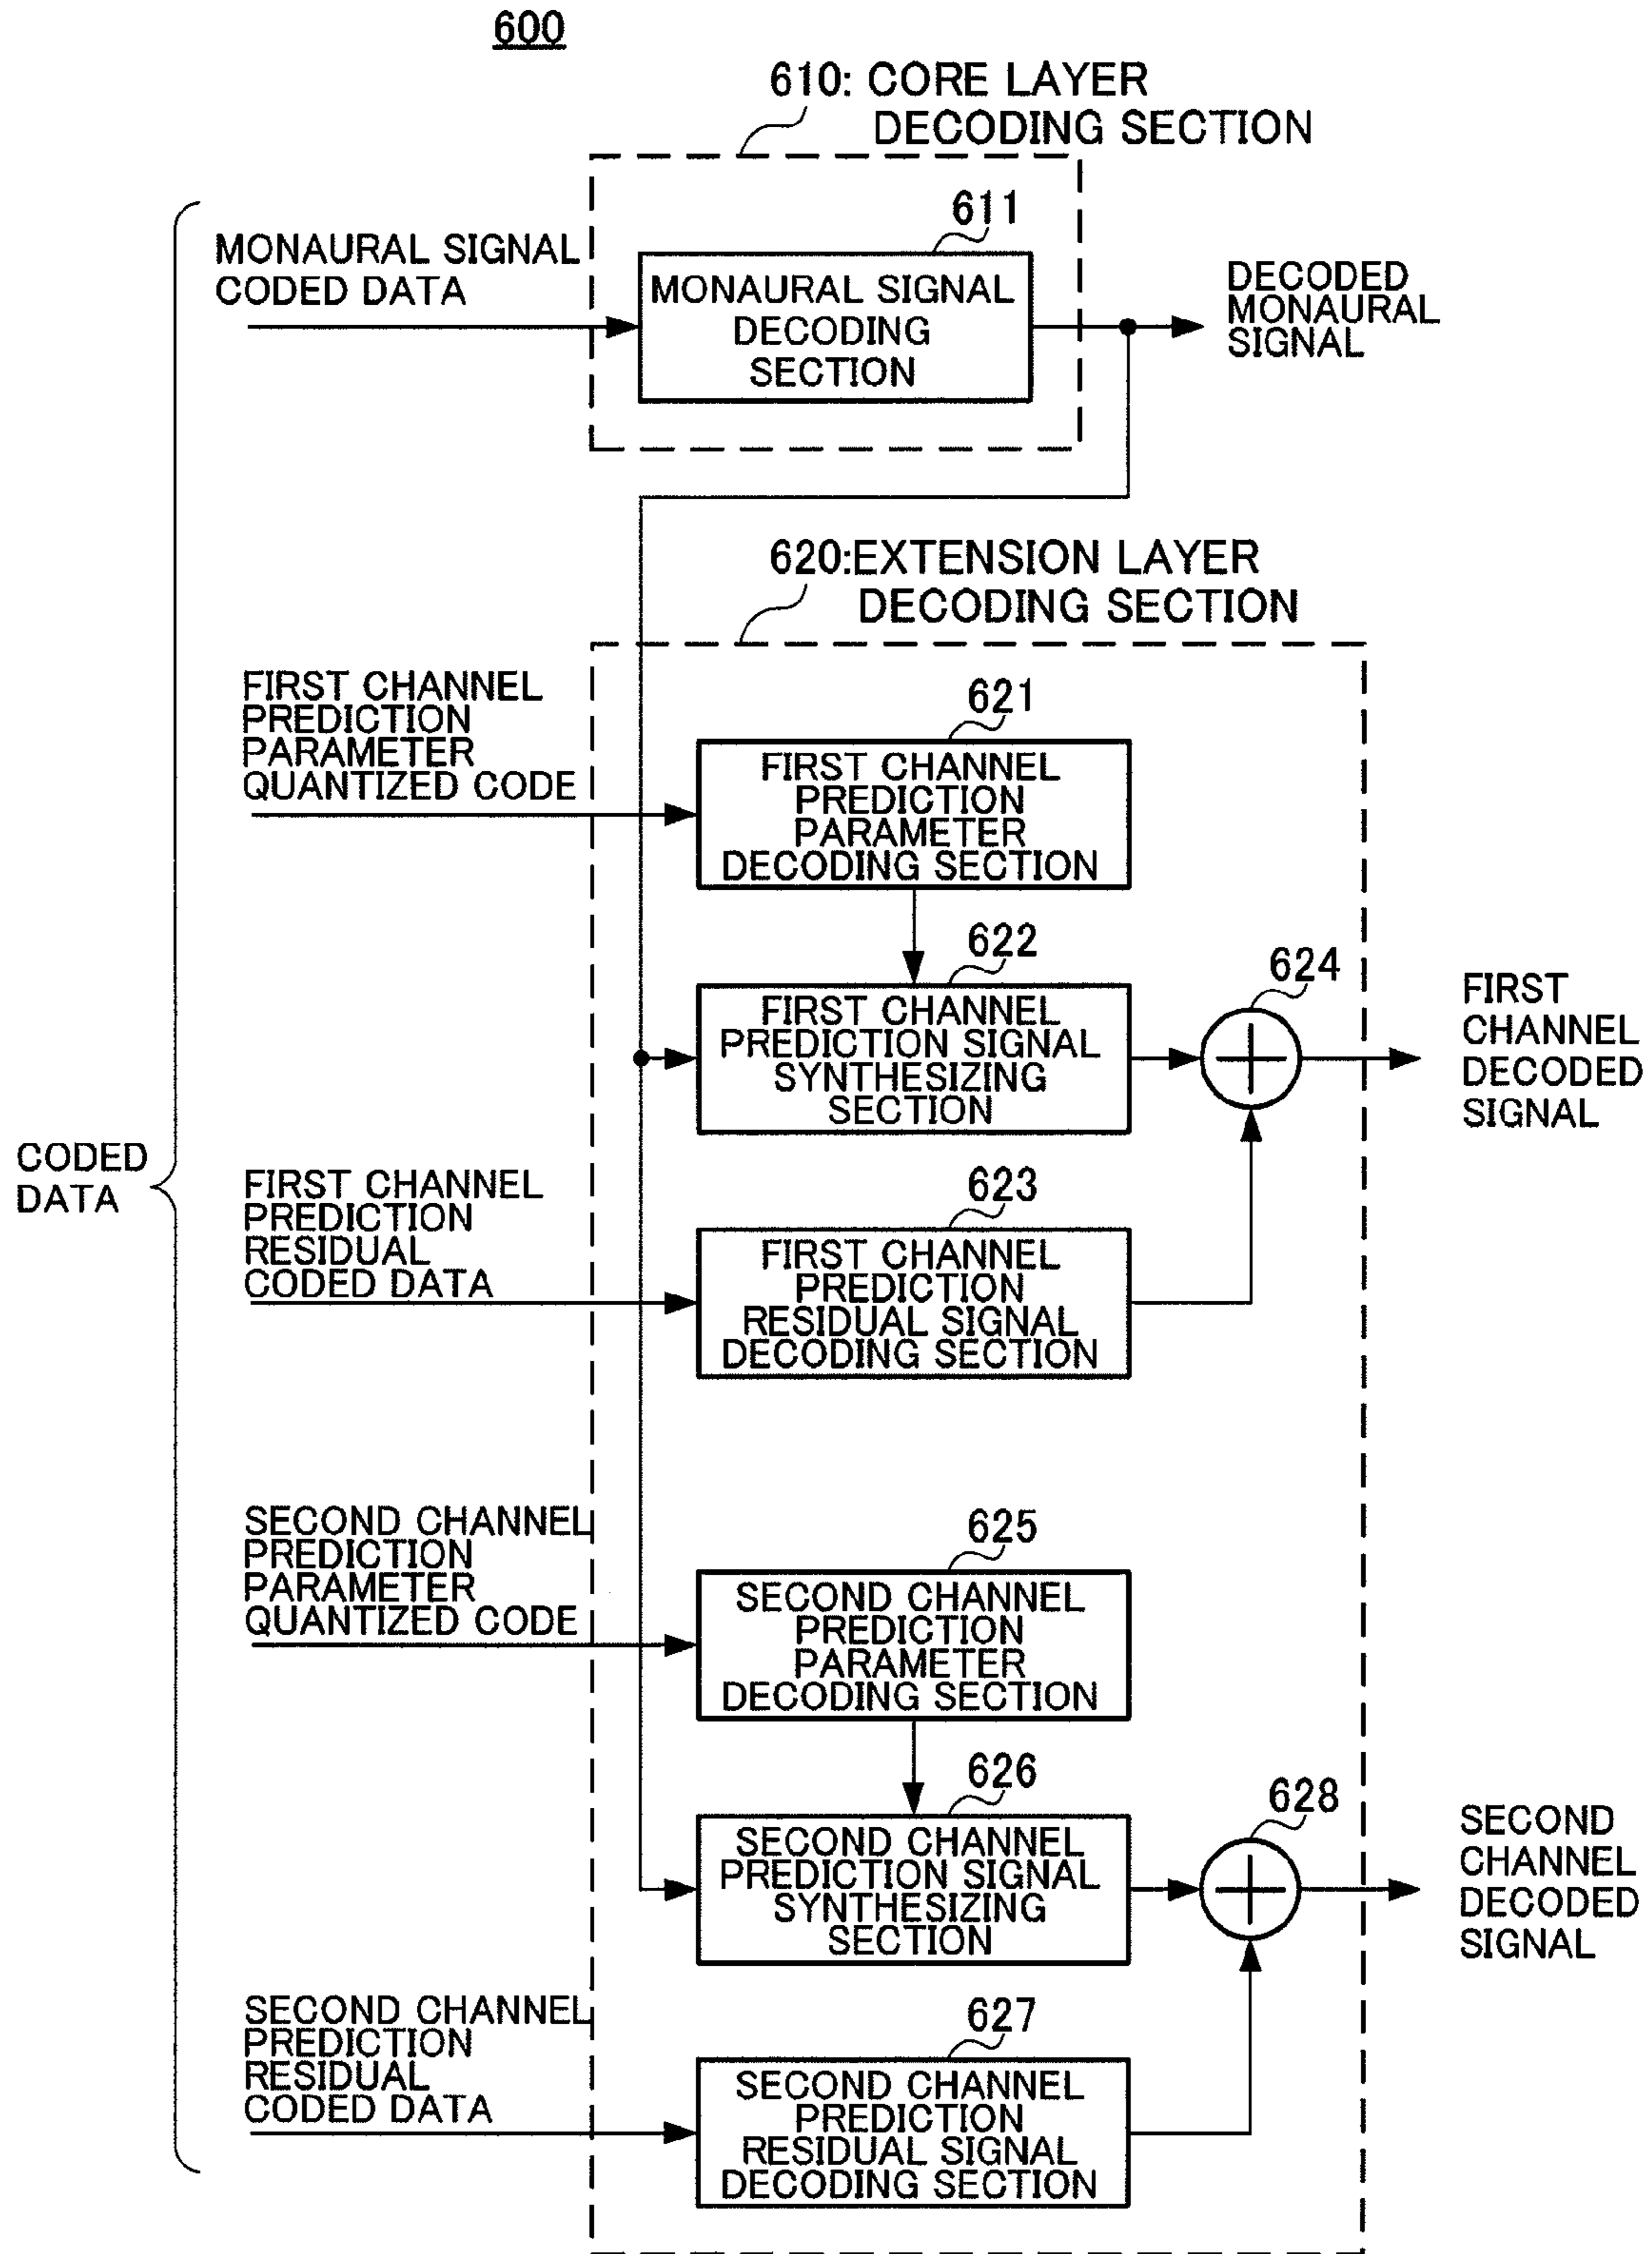 600
610: CORE LAYER
DECODING SECTION
611
MONAURAL SIGNAL
CODED DATA
MONAURAL SIGNAL
DECODING
SECTION
DECODED
MONAURAL
SIGNAL
620:EXTENSION LAYER
DECODING SECTION
FIRST CHANNEL
PREDICTION
PARAMETER
QUANTIZED CODE
621
FIRST CHANNEL
PREDICTION
PARAMETER
DECODING SECTION
622
FIRST CHANNEL
PREDICTION SIGNAL
SYNTHESIZING
SECTION
624
FIRST
CHANNEL
DECODED
SIGNAL
CODED
DATA
FIRST CHANNEL
PREDICTION
RESIDUAL
CODED DATA
623
FIRST CHANNEL
PREDICTION
RESIDUAL SIGNAL
DECODING SECTION
SECOND CHANNEL
PREDICTION
PARAMETER
QUANTIZED CODE
625
SECOND CHANNEL
PREDICTION
PARAMETER
DECODING SECTION
626
SECOND CHANNEL
PREDICTION SIGNAL
SYNTHESIZING
SECTION
628
SECOND
CHANNEL
DECODED
SIGNAL
SECOND CHANNEL
PREDICTION
RESIDUAL
CODED DATA
627
SECOND CHANNEL
PREDICTION
RESIDUAL SIGNAL
DECODING SECTION